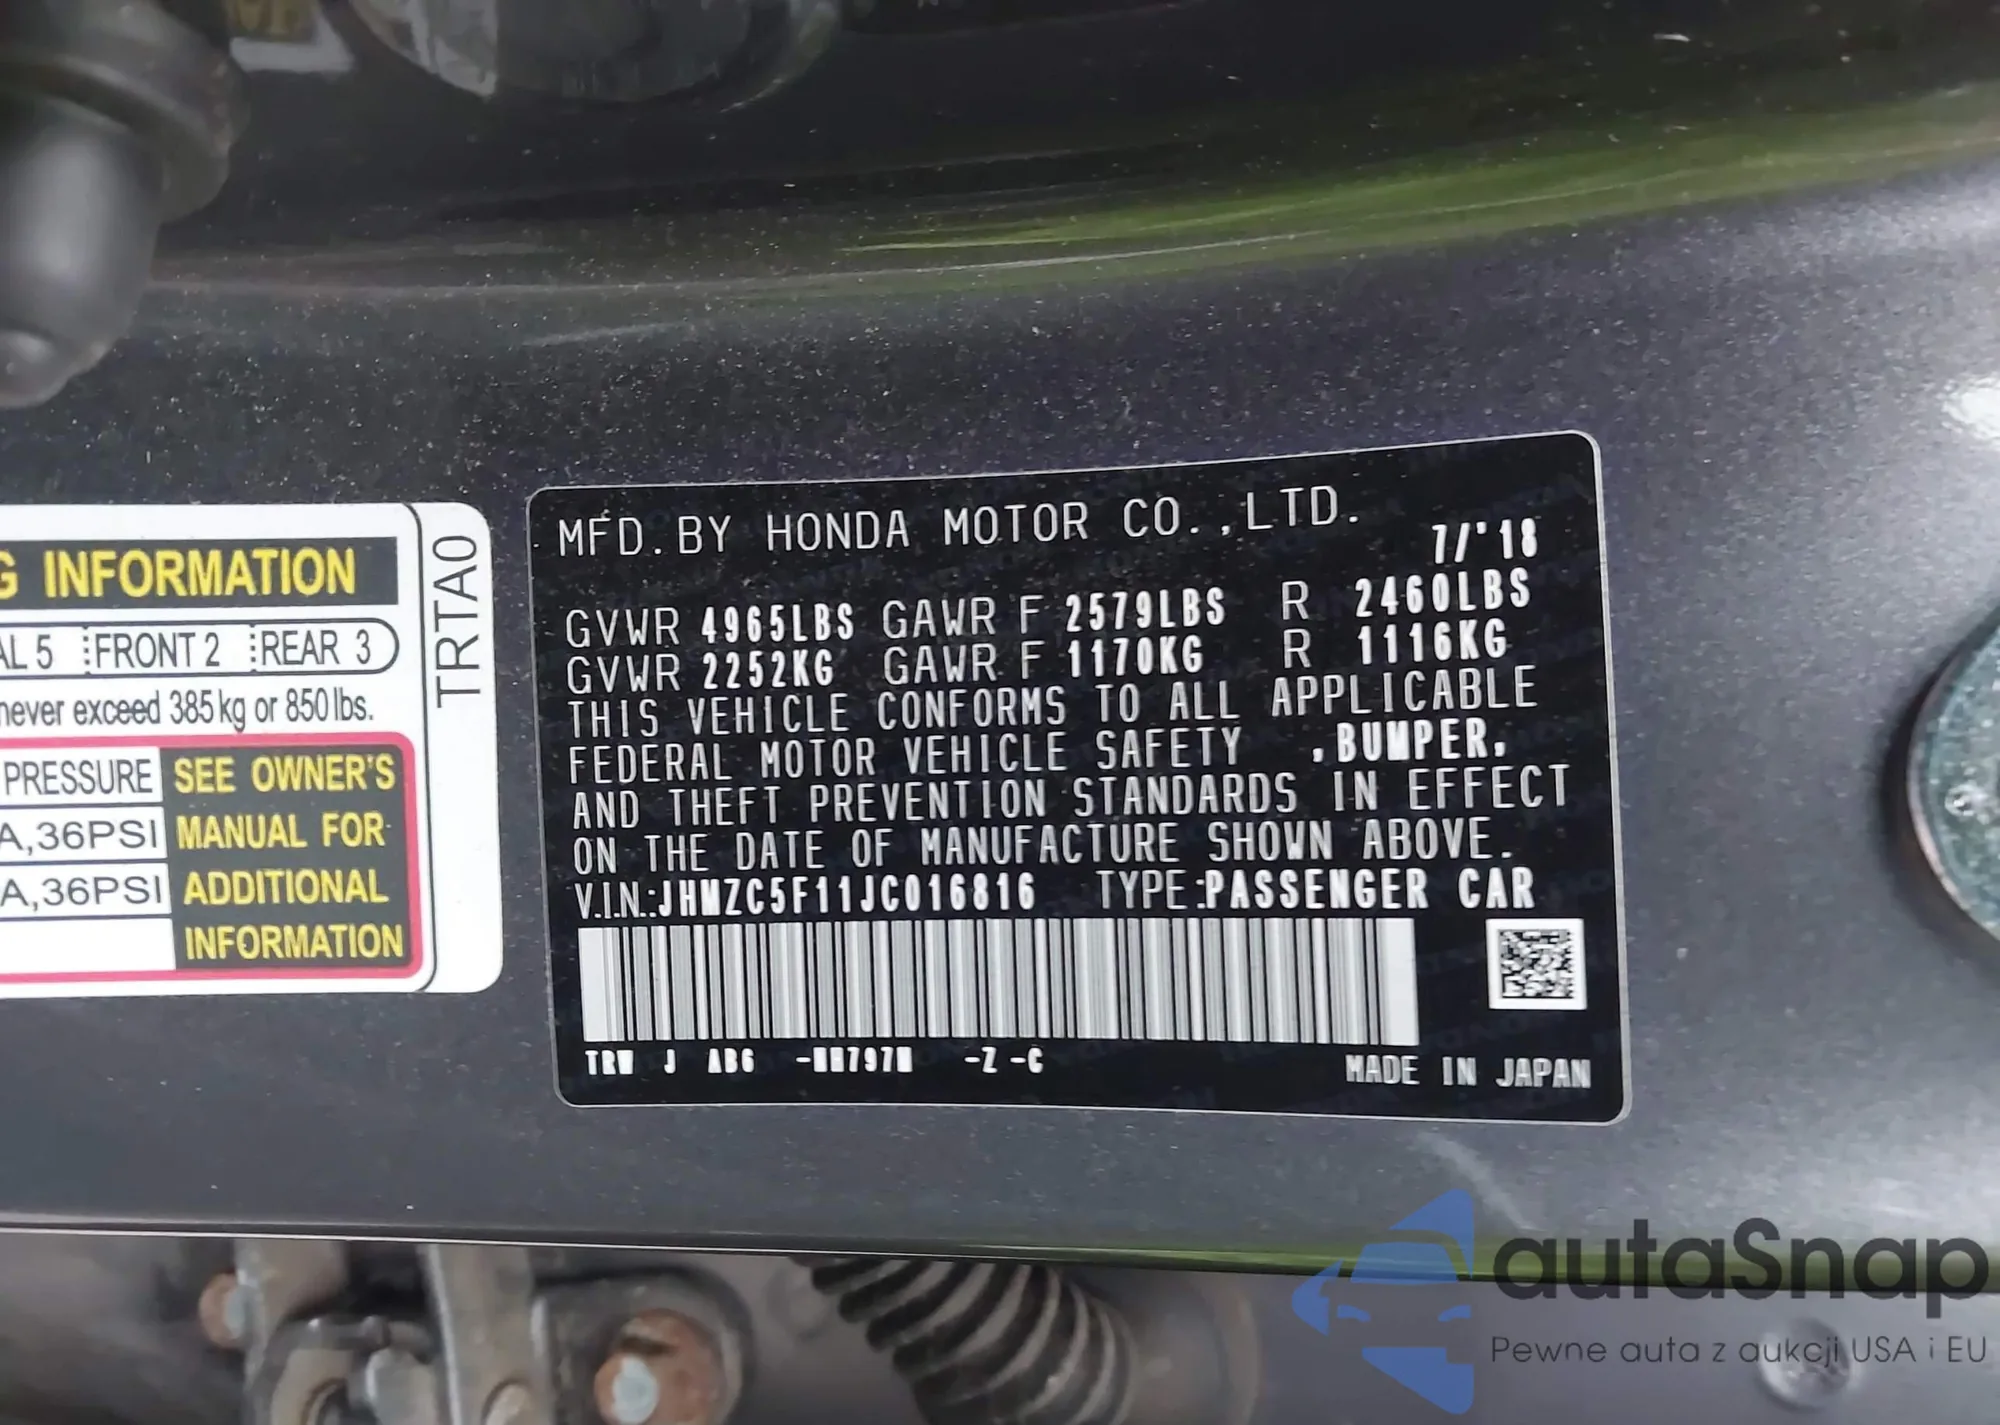 G INFORMATION
AL 5 FRONT 2 REAR 3
never exceed 385 kg or 850 lbs.
PRESSURE SEE OWNER'S
A,36PSI MANUAL FOR
A,36PSI ADDITIONAL
INFORMATION
TRTA0
MFD. BY HONDA MOTOR CO.,LTD.
7/'18
GVWR 4965LBS GAWR F 2579LBS R 2460LBS
GVWR 2252KG GAWR F 1170KG R 1116KG
THIS VEHICLE CONFORMS TO ALL APPLICABLE
FEDERAL MOTOR VEHICLE SAFETY ,BUMPER,
AND THEFT PREVENTION STANDARDS IN EFFECT
ON THE DATE OF MANUFACTURE SHOWN ABOVE.
V.I.N.:JHMZC5F11JC016816 TYPE:PASSENGER CAR
TRW J AB6 -NH797M -Z -C
MADE IN JAPAN
autaSnap
Pewne auta z aukcji USA i EU